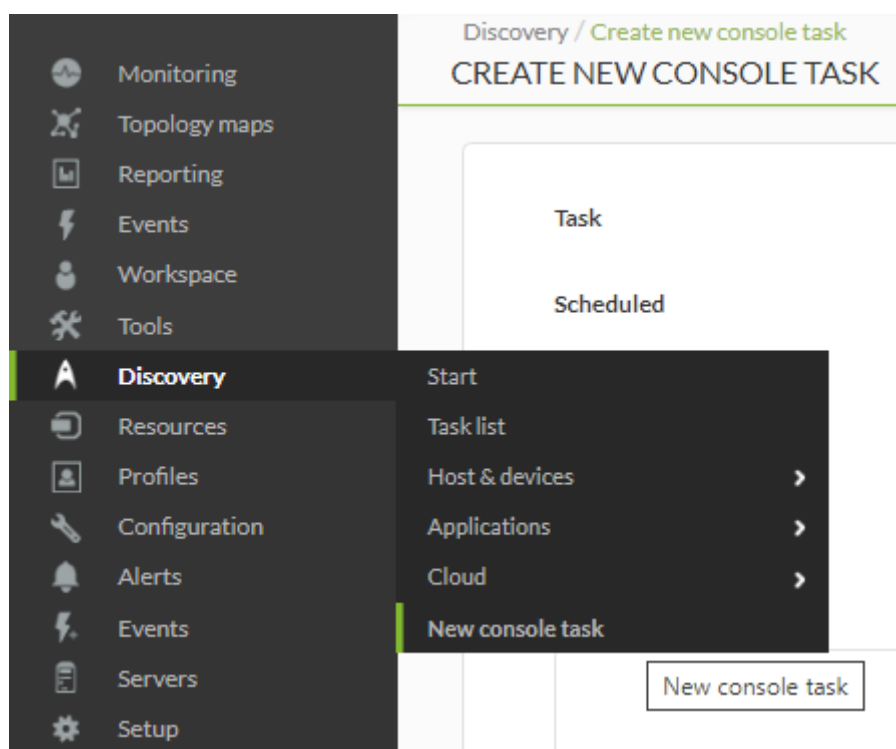 Discovery / Create new console task
CREATE NEW CONSOLE TASK
Monitoring
Topology maps
Reporting
Events
Workspace
Tools
Discovery
Resources
Profiles
Configuration
Alerts
Events
Servers
Setup
Task
Scheduled
Start
Task list
Host & devices
Applications
Cloud
New console task
New console task